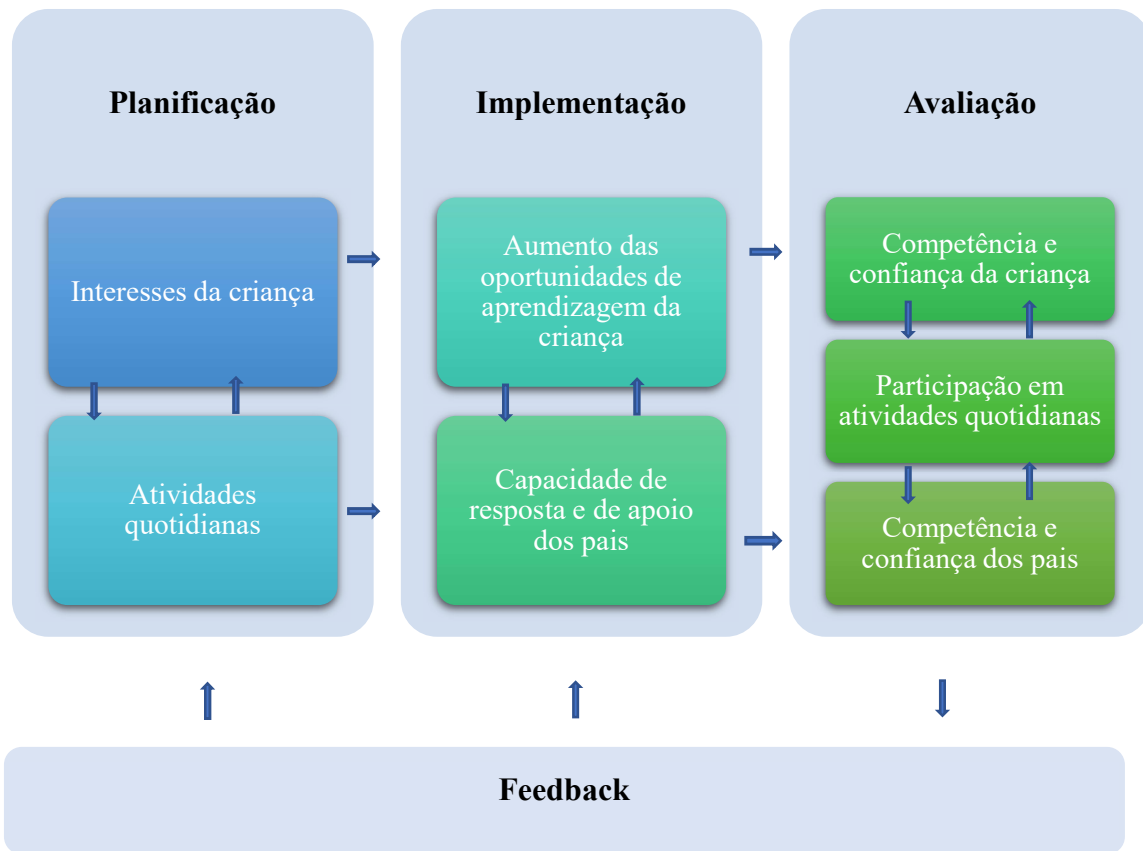 Planificação
Interesses da criança
Atividades
quotidianas
Implementação
Aumento das
oportunidades de
aprendizagem da
criança
Capacidade de
resposta e de apoio
dos pais
Avaliação
Competência e
confiança da criança
Participação em
atividades quotidianas
Competência e
confiança dos pais
Feedback